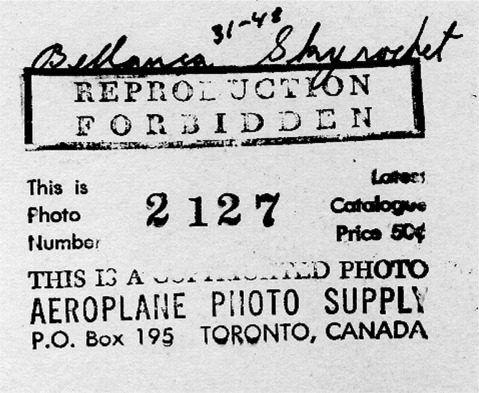 31-48
Bellanca Skyrocket
REPRODUCTION
FORBIDDEN
This is
Photo
Number
2127
Latest
Catalogue
Price 50¢
THIS IS A COPYRIGHTED PHOTO
AEROPLANE PHOTO SUPPLY
P.O. Box 195 TORONTO, CANADA